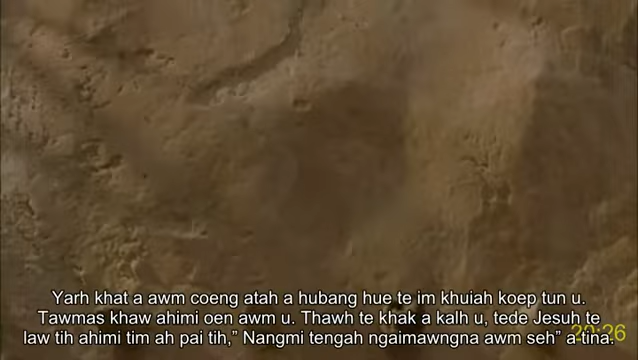 Yarh khat a awm coeng atah a hubang hue te im khuiah koep tun u.
Tawmas khaw ahimi oen awm u. Thawh te khak a kalh u, tede Jesuh te
law tih ahimi tim ah pai tih,” Nangmi tengah ngaimawngna awm seh” a tina.
20:26